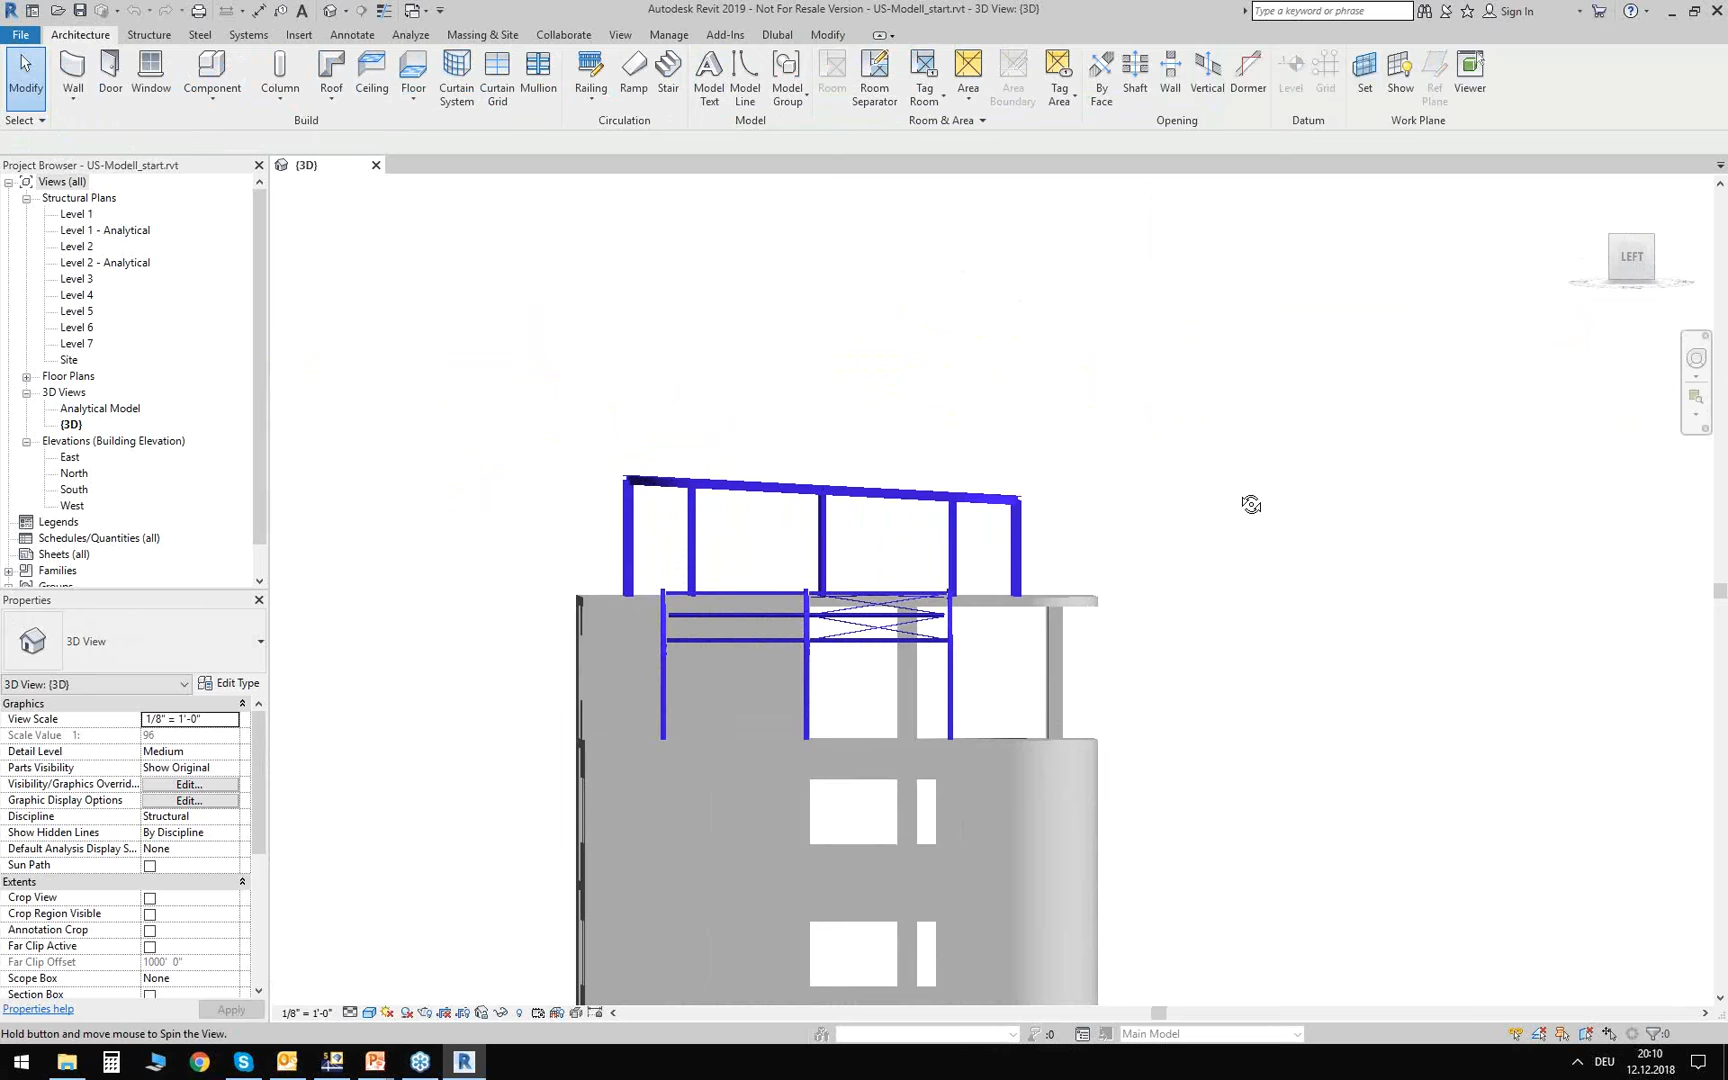 Autodesk Revit 2019 - Not For Resale Version - US-Modell_start.rvt - 3D View: {3D}
Type a keyword or phrase
Sign In
File Architecture Structure Steel Systems Insert Annotate Analyze Massing & Site Collaborate View Manage Add-Ins Dlubal Modify
Modify Wall Door Window Component Column Roof Ceiling Floor Curtain System Curtain Grid Mullion Railing Ramp Stair Model Text Model Line Model Group Room Room Separator Tag Room Area Area Boundary Tag Area By Face Shaft Wall Vertical Dormer Level Grid Set Show Ref Plane Viewer
Select Build Circulation Model Room & Area Opening Datum Work Plane
Project Browser - US-Modell_start.rvt
{3D}
Views (all)
Structural Plans
Level 1
Level 1 - Analytical
Level 2
Level 2 - Analytical
Level 3
Level 4
Level 5
Level 6
Level 7
Site
Floor Plans
3D Views
Analytical Model
{3D}
Elevations (Building Elevation)
East
North
South
West
Legends
Schedules/Quantities (all)
Sheets (all)
Families
Groups
LEFT
Properties
3D View
3D View: {3D} Edit Type
Graphics
View Scale 1/8" = 1'-0"
Scale Value 1: 96
Detail Level Medium
Parts Visibility Show Original
Visibility/Graphics Overrid... Edit...
Graphic Display Options Edit...
Discipline Structural
Show Hidden Lines By Discipline
Default Analysis Display S... None
Sun Path
Extents
Crop View
Crop Region Visible
Annotation Crop
Far Clip Active
Far Clip Offset 1000' 0"
Scope Box None
Section Box
Properties help Apply
1/8" = 1'-0"
Hold button and move mouse to Spin the View.
:0
Main Model
:0
DEU
20:10
12.12.2018